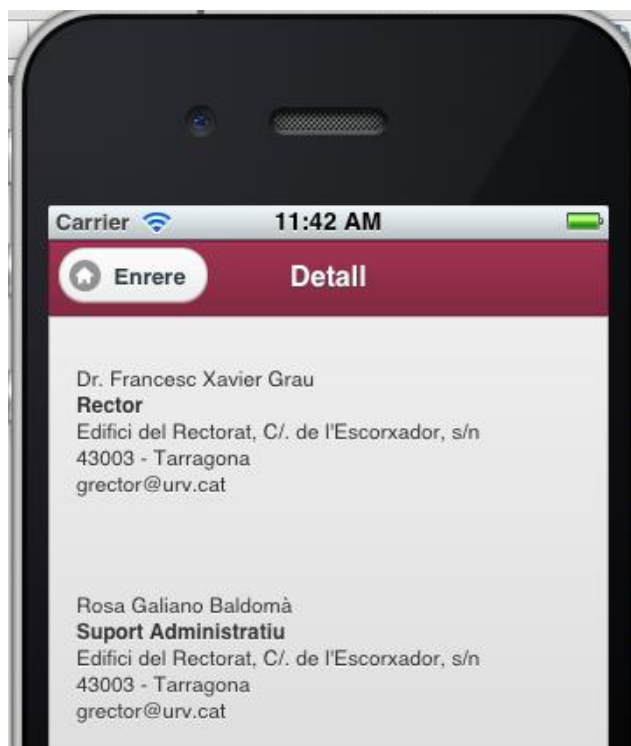 Carrier 11:42 AM
Enrere Detall
Dr. Francesc Xavier Grau
Rector
Edifici del Rectorat, C/. de l'Escorxador, s/n
43003 - Tarragona
grector@urv.cat
Rosa Galiano Baldomà
Suport Administratiu
Edifici del Rectorat, C/. de l'Escorxador, s/n
43003 - Tarragona
grector@urv.cat